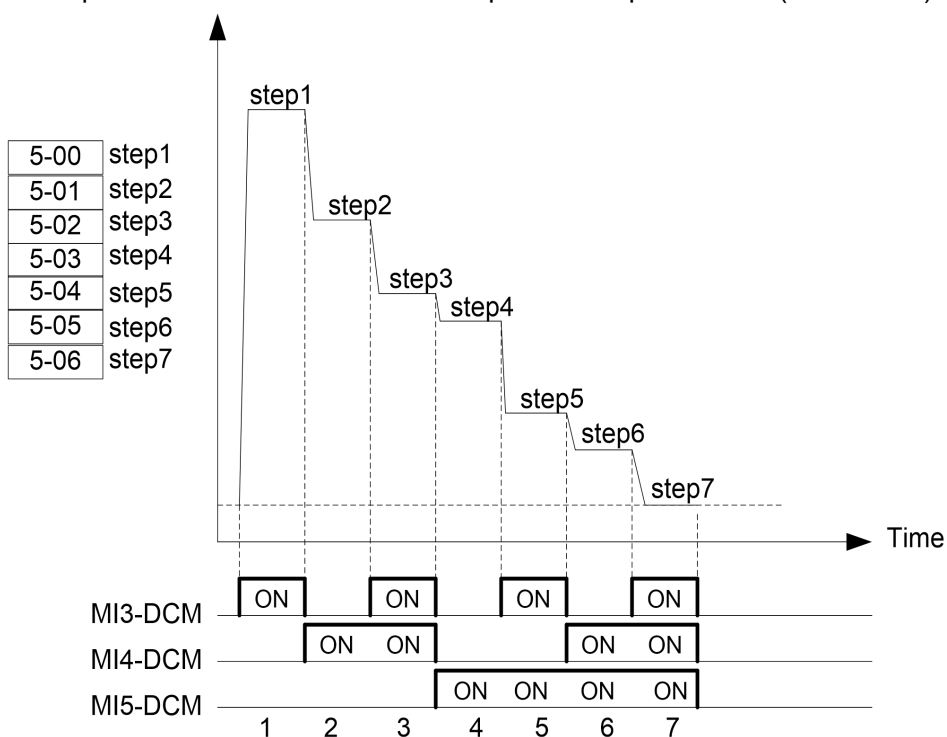 step1
5-00 step1
5-01 step2
5-02 step3
5-03 step4
5-04 step5
5-05 step6
5-06 step7
step2
step3
step4
step5
step6
step7
Time
MI3-DCM ON ON ON ON
MI4-DCM ON ON ON ON
MI5-DCM ON ON ON ON
1 2 3 4 5 6 7